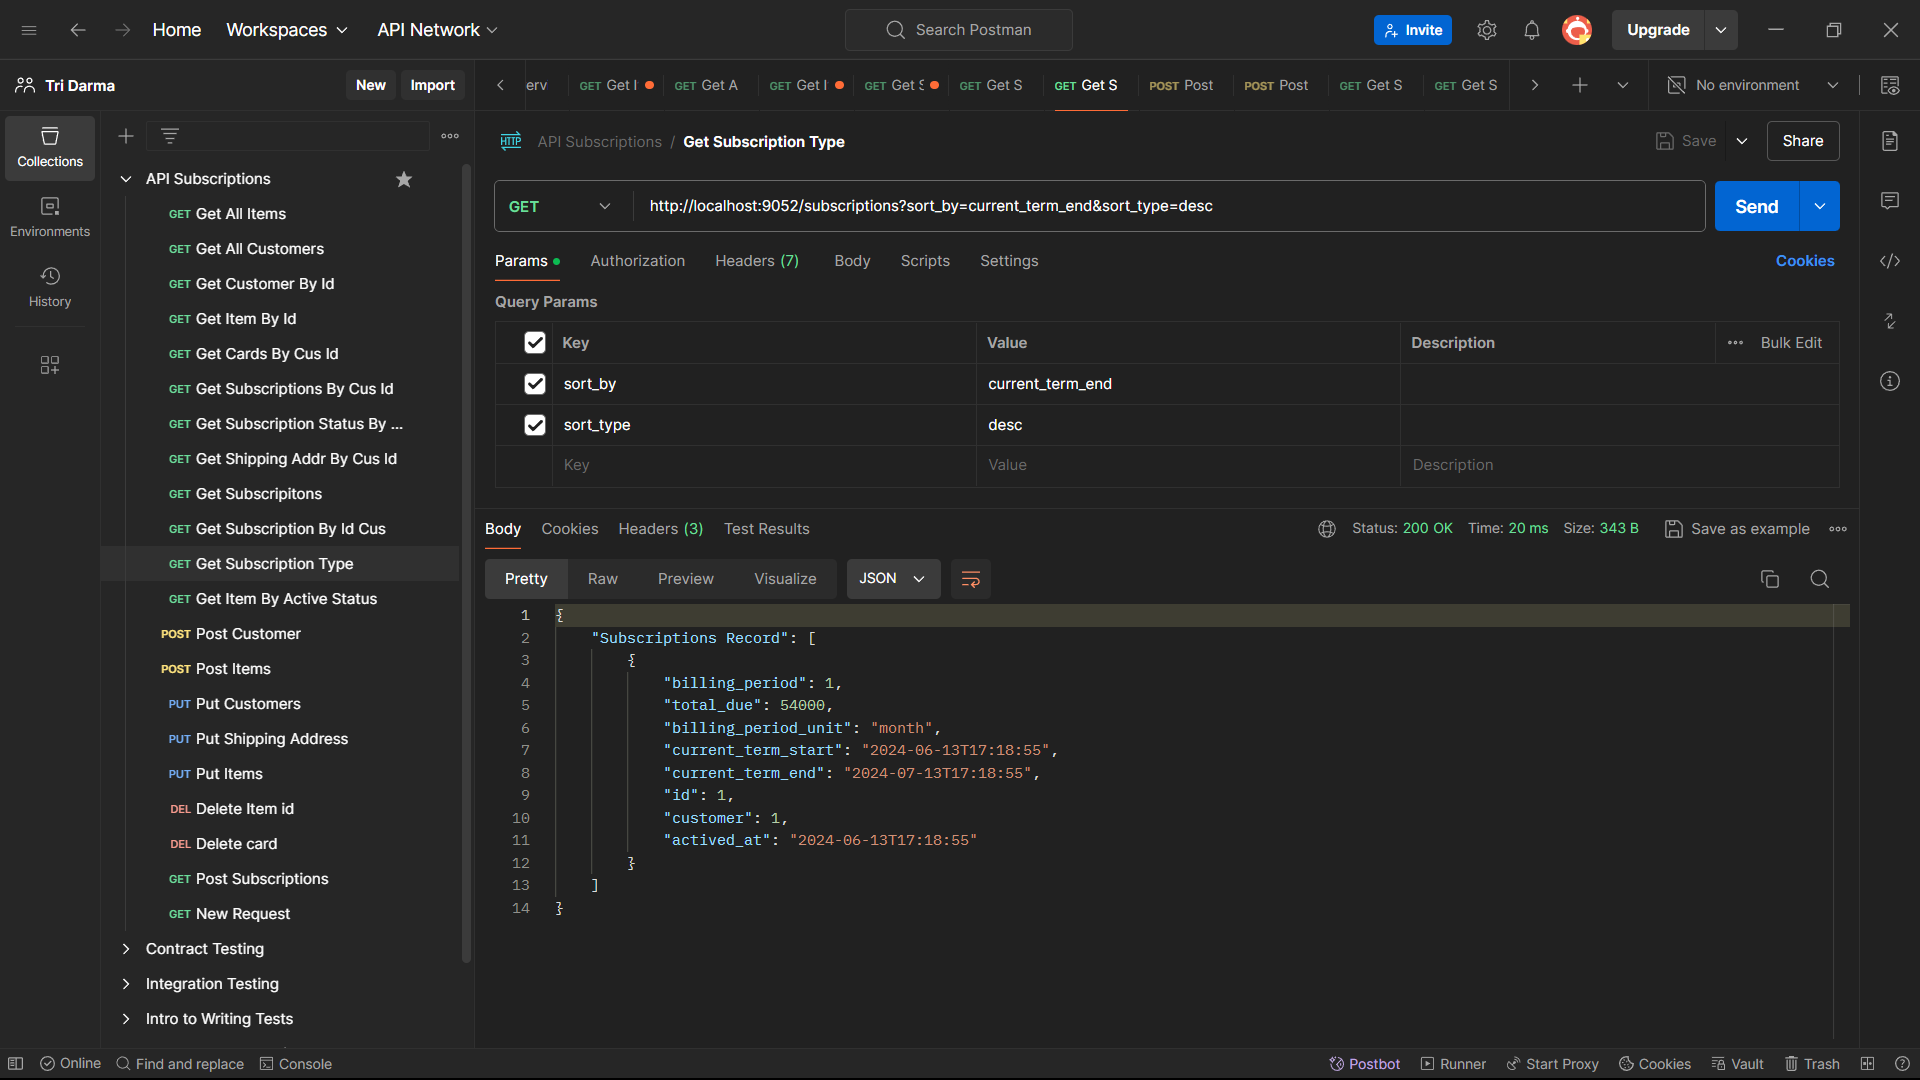 Home Workspaces API Network Search Postman Invite Upgrade
Tri Darma New Import erv GET Get I GET Get A GET Get I GET Get S GET Get S GET Get S POST Post POST Post GET Get S GET Get S No environment
Collections
Environments
History
API Subscriptions
GET Get All Items
GET Get All Customers
GET Get Customer By Id
GET Get Item By Id
GET Get Cards By Cus Id
GET Get Subscriptions By Cus Id
GET Get Subscription Status By ...
GET Get Shipping Addr By Cus Id
GET Get Subscripitons
GET Get Subscription By Id Cus
GET Get Subscription Type
GET Get Item By Active Status
POST Post Customer
POST Post Items
PUT Put Customers
PUT Put Shipping Address
PUT Put Items
DEL Delete Item id
DEL Delete card
GET Post Subscriptions
GET New Request
Contract Testing
Integration Testing
Intro to Writing Tests
HTTP API Subscriptions / Get Subscription Type Save Share
GET http://localhost:9052/subscriptions?sort_by=current_term_end&sort_type=desc Send
Params Authorization Headers (7) Body Scripts Settings Cookies
Query Params
Key Value Description Bulk Edit
sort_by current_term_end
sort_type desc
Key Value Description
Body Cookies Headers (3) Test Results Status: 200 OK Time: 20 ms Size: 343 B Save as example
Pretty Raw Preview Visualize JSON
1 {
2 "Subscriptions Record": [
3 {
4 "billing_period": 1,
5 "total_due": 54000,
6 "billing_period_unit": "month",
7 "current_term_start": "2024-06-13T17:18:55",
8 "current_term_end": "2024-07-13T17:18:55",
9 "id": 1,
10 "customer": 1,
11 "actived_at": "2024-06-13T17:18:55"
12 }
13 ]
14 }
Online Find and replace Console Postbot Runner Start Proxy Cookies Vault Trash